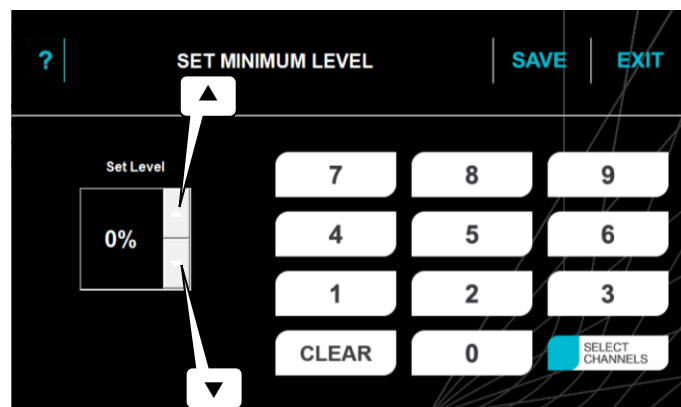 ? SET MINIMUM LEVEL SAVE EXIT
▲
Set Level
0%
7 8 9
4 5 6
1 2 3
CLEAR 0 SELECT
CHANNELS
▼